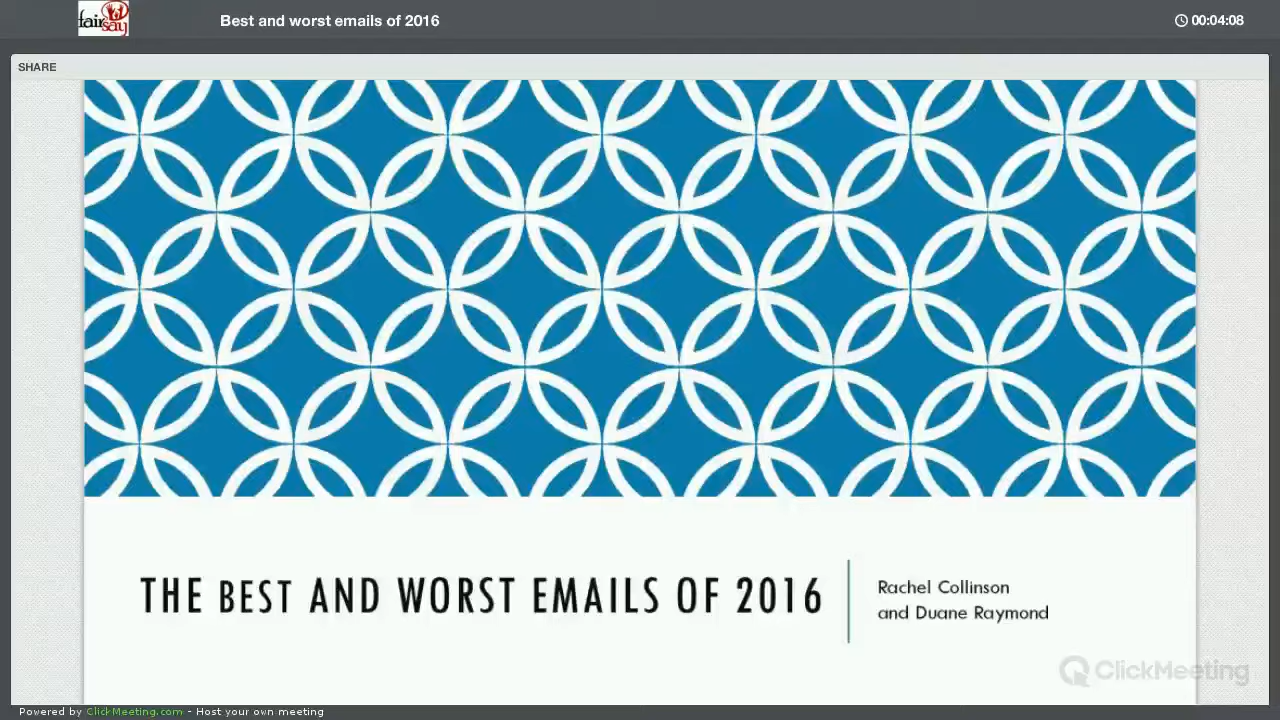 fair
say
Best and worst emails of 2016
00:04:08
SHARE
THE BEST AND WORST EMAILS OF 2016
Rachel Collinson
and Duane Raymond
ClickMeeting
Powered by ClickMeeting.com - Host your own meeting